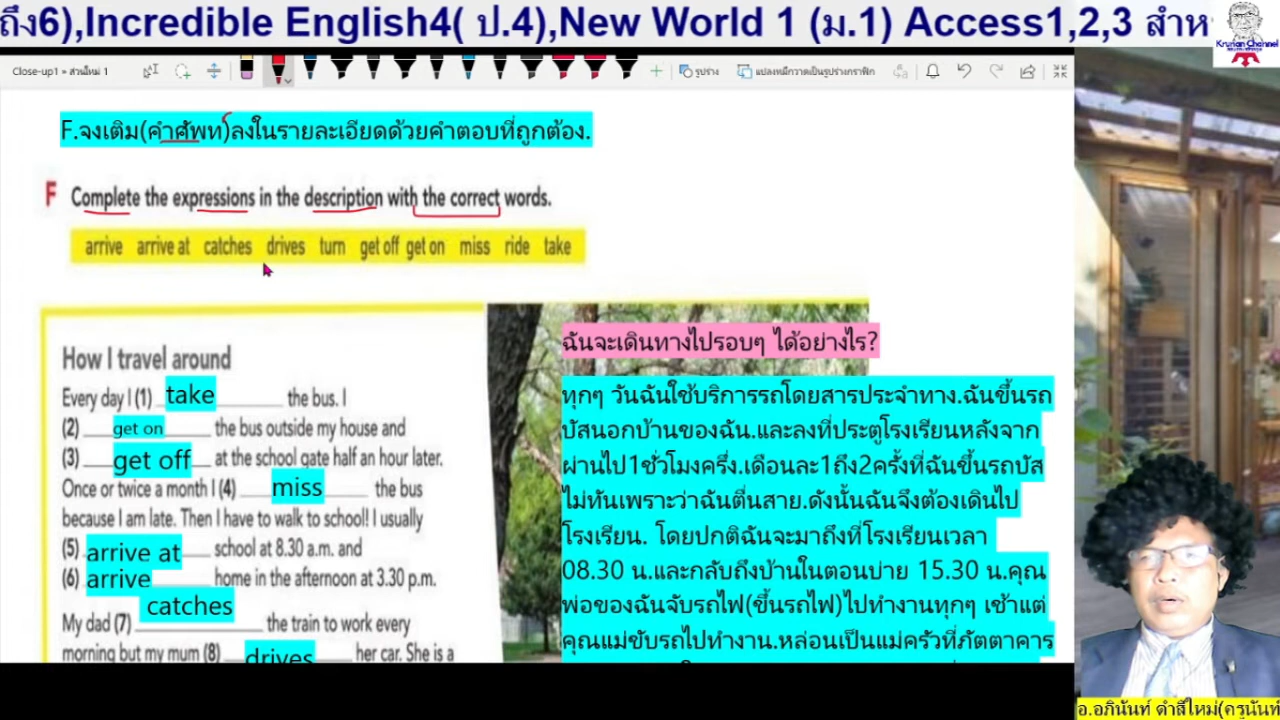 ถึง6),Incredible English4( ป.4),New World 1 (ม.1) Access1,2,3 สำห
Krunan Channel
Close-up1 » ส่วนใหม่ 1
รูปร่าง
แปลงหมึกวาดเป็นรูปร่างกราฟิก
F.จงเติม(คำศัพท์)ลงในรายละเอียดด้วยคำตอบที่ถูกต้อง.
F Complete the expressions in the description with the correct words.
arrive arrive at catches drives turn get off get on miss ride take
How I travel around
Every day I (1) take the bus. I
(2) get on the bus outside my house and
(3) get off at the school gate half an hour later.
Once or twice a month I (4) miss the bus
because I am late. Then I have to walk to school! I usually
(5) arrive at school at 8.30 a.m. and
(6) arrive home in the afternoon at 3.30 p.m.
catches
My dad (7) the train to work every
morning but my mum (8) drives her car. She is a
ฉันจะเดินทางไปรอบๆ ได้อย่างไร?
ทุกๆ วันฉันใช้บริการรถโดยสารประจำทาง.ฉันขึ้นรถ
บัสนอกบ้านของฉัน.และลงที่ประตูโรงเรียนหลังจาก
ผ่านไป1ชั่วโมงครึ่ง.เดือนละ1ถึง2ครั้งที่ฉันขึ้นรถบัส
ไม่ทันเพราะว่าฉันตื่นสาย.ดังนั้นฉันจึงต้องเดินไป
โรงเรียน. โดยปกติฉันจะมาถึงที่โรงเรียนเวลา
08.30 น.และกลับถึงบ้านในตอนบ่าย 15.30 น.คุณ
พ่อของฉันจับรถไฟ(ขึ้นรถไฟ)ไปทำงานทุกๆ เช้าแต่
คุณแม่ขับรถไปทำงาน.หล่อนเป็นแม่ครัวที่ภัตตาคาร
อ.อภินันท์ ดำสีใหม่(ครูนันท์